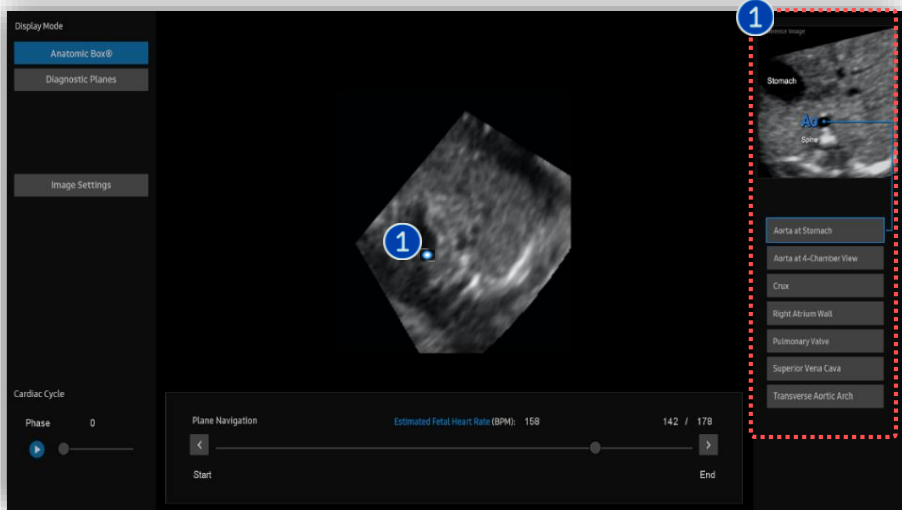 Display Mode
Anatomic Box®
Diagnostic Planes
Image Settings
Cardiac Cycle
Phase 0
1
Plane Navigation
Estimated Fetal Heart Rate (BPM): 158
142 / 178
<
>
Start
End
1
Image
Stomach
Ao
Spine
Aorta at Stomach
Aorta at 4-Chamber View
Crux
Right Atrium Wall
Pulmonary Valve
Superior Vena Cava
Transverse Aortic Arch